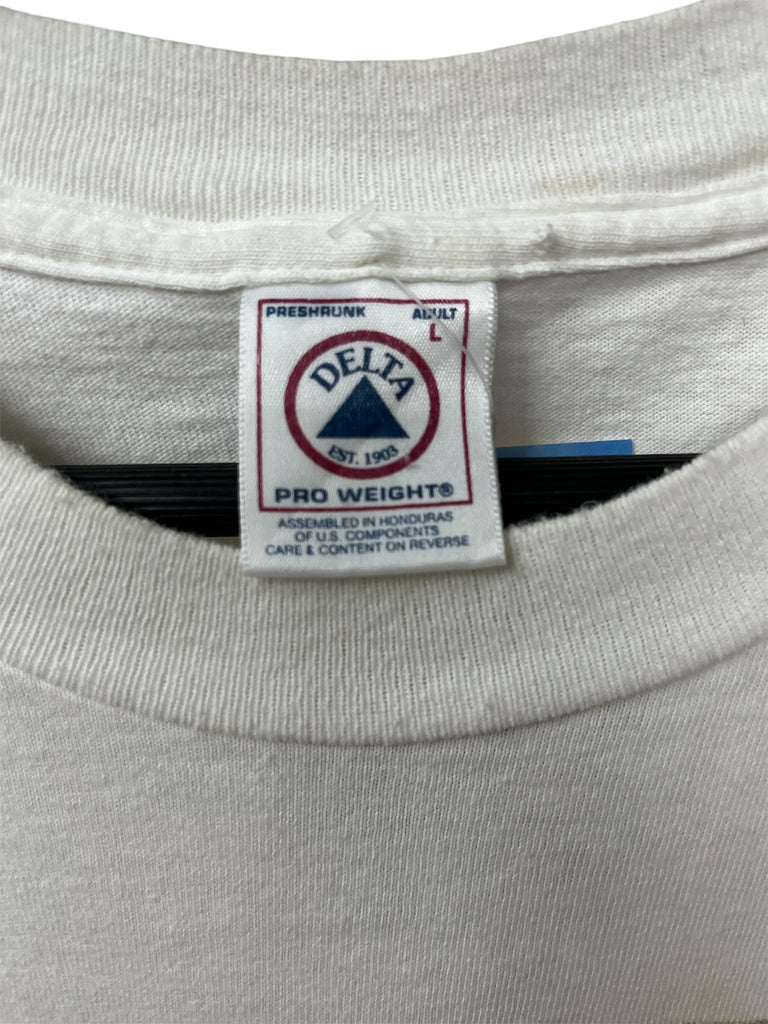 PRESHRUNK ADULT
L
DELTA
EST. 1903
PRO WEIGHT®
ASSEMBLED IN HONDURAS
OF U.S. COMPONENTS
CARE & CONTENT ON REVERSE